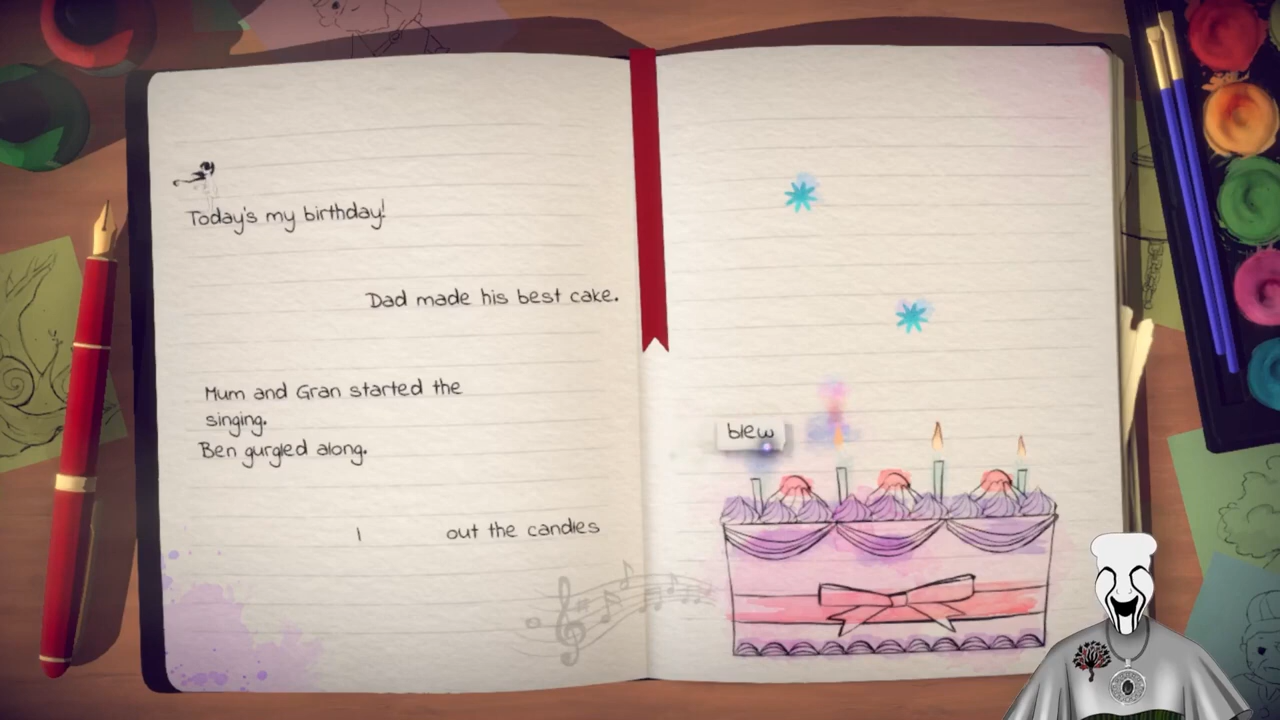 Today's my birthday!
Dad made his best cake.
Mum and Gran started the
singing.
Ben gurgled along.
I out the candles
blew